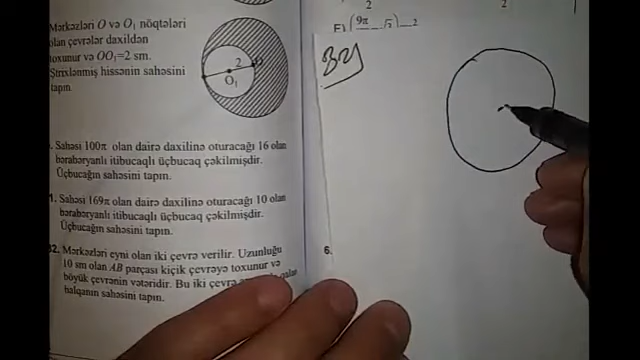 Mərkəzləri O və O₁ nöqtələri
olan çevrələr daxildən
toxunur və OO₁=2 sm.
Ştrixlənmiş hissənin sahəsini
tapın.
2
O₁
Sahəsi 100π olan dairə daxilinə oturacağı 16 olan
bərabəryanlı itibucaqlı üçbucaq çəkilmişdir.
Üçbucağın sahəsini tapın.
1. Sahəsi 169π olan dairə daxilinə oturacağı 10 olan
bərabəryanlı itibucaqlı üçbucaq çəkilmişdir.
Üçbucağın sahəsini tapın.
32. Mərkəzləri eyni olan iki çevrə verilir. Uzunluğu
10 sm olan AB parçası kiçik çevrəyə toxunur və
böyük çevrənin vətəridir. Bu iki çevrə qalan
halqanın sahəsini tapın.
2
2
6.